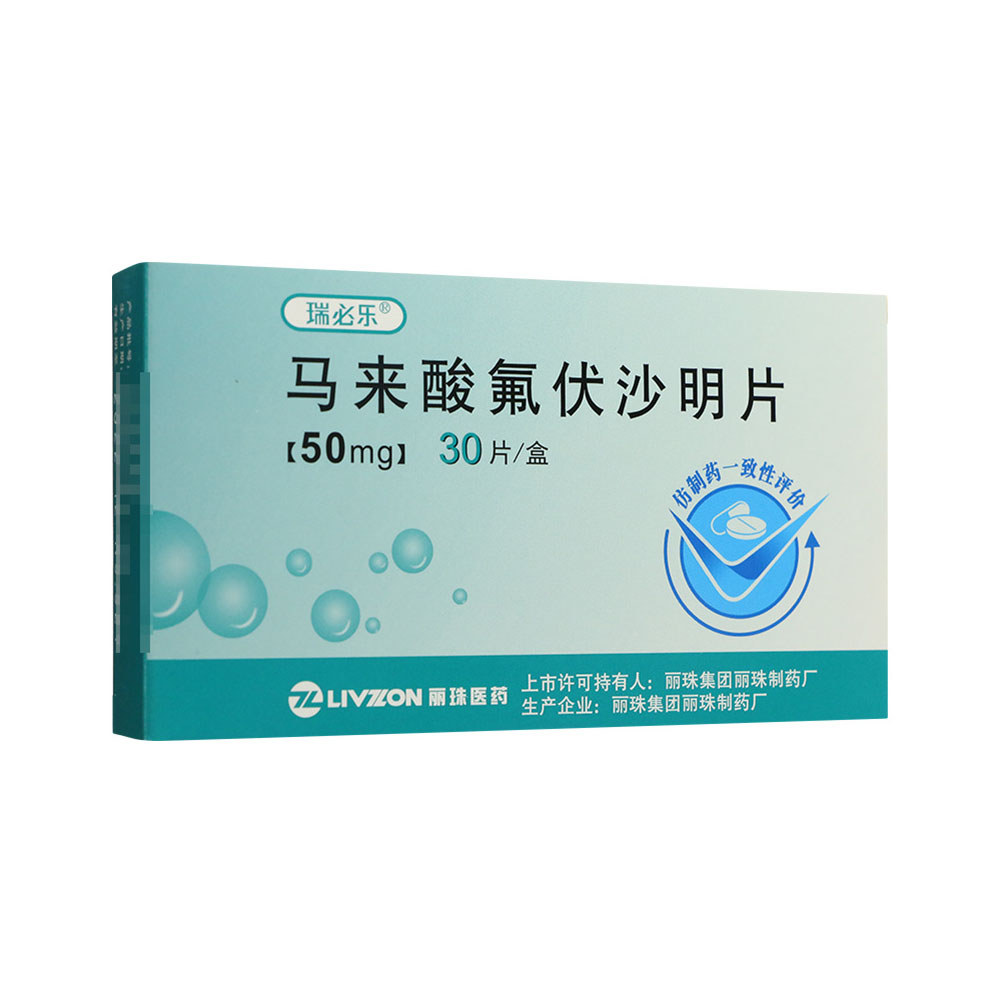 瑞必乐®
马来酸氟伏沙明片
【50mg】 30片/盒
仿制药一致性评价
LIVZON 丽珠医药
上市许可持有人：丽珠集团丽珠制药厂
生产企业：丽珠集团丽珠制药厂